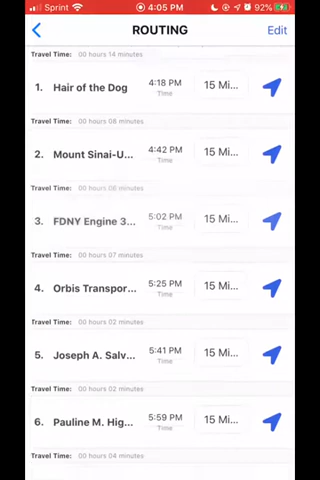 Sprint 4:05 PM 92%
ROUTING Edit
Travel Time: 00 hours 14 minutes
1. Hair of the Dog 4:18 PM Time 15 Mi...
Travel Time: 00 hours 08 minutes
2. Mount Sinai-U... 4:42 PM Time 15 Mi...
Travel Time: 00 hours 06 minutes
3. FDNY Engine 3... 5:02 PM Time 15 Mi...
Travel Time: 00 hours 07 minutes
4. Orbis Transpor... 5:25 PM Time 15 Mi...
Travel Time: 00 hours 02 minutes
5. Joseph A. Salv... 5:41 PM Time 15 Mi...
Travel Time: 00 hours 02 minutes
6. Pauline M. Hig... 5:59 PM Time 15 Mi...
Travel Time: 00 hours 04 minutes